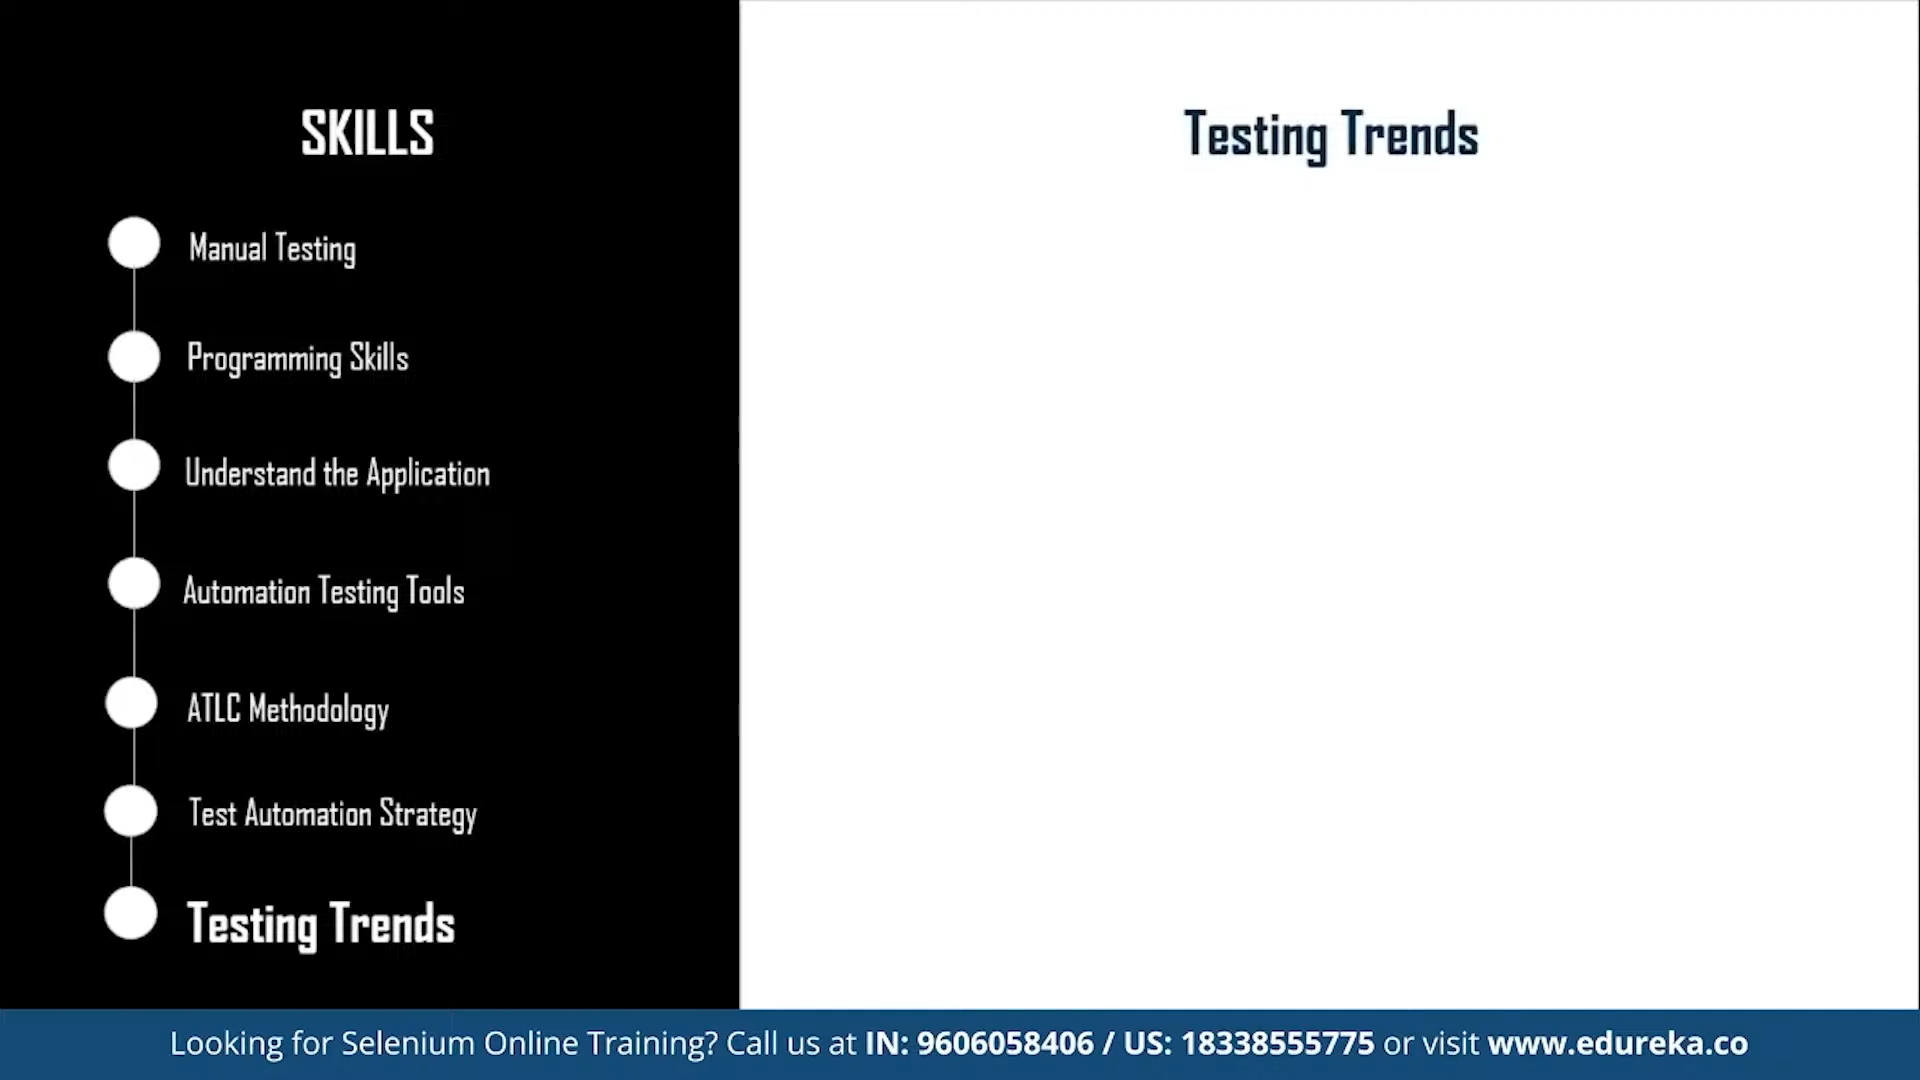 SKILLS
Manual Testing
Programming Skills
Understand the Application
Automation Testing Tools
ATLC Methodology
Test Automation Strategy
Testing Trends
Testing Trends
Looking for Selenium Online Training? Call us at IN: 9606058406 / US: 18338555775 or visit www.edureka.co